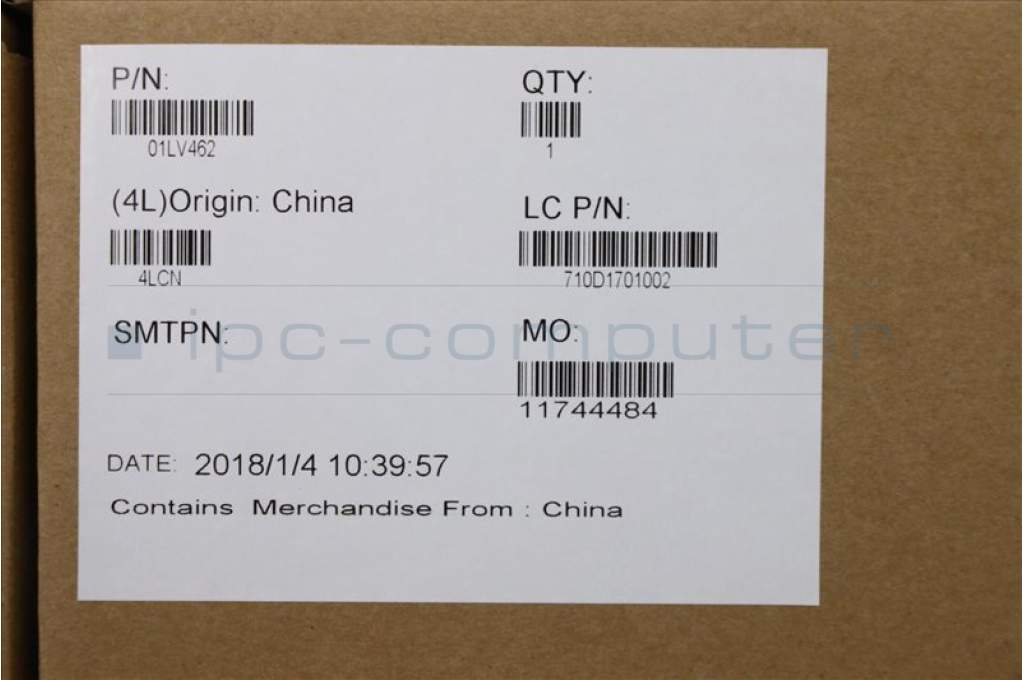 P/N:
01LV462
QTY:
1
(4L)Origin: China
4LCN
LC P/N:
710D1701002
SMTPN:
MO:
11744484
ipc-computer
DATE: 2018/1/4 10:39:57
Contains Merchandise From : China